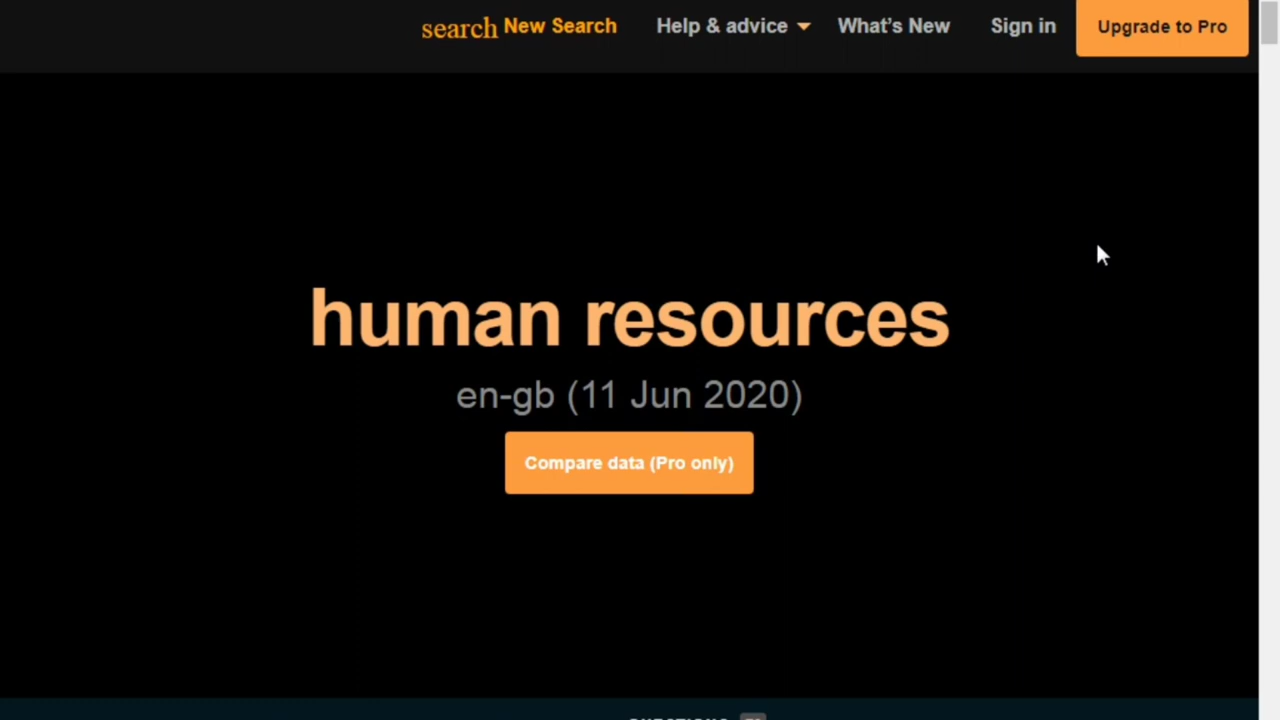 search New Search Help & advice What's New Sign in Upgrade to Pro
human resources
en-gb (11 Jun 2020)
Compare data (Pro only)